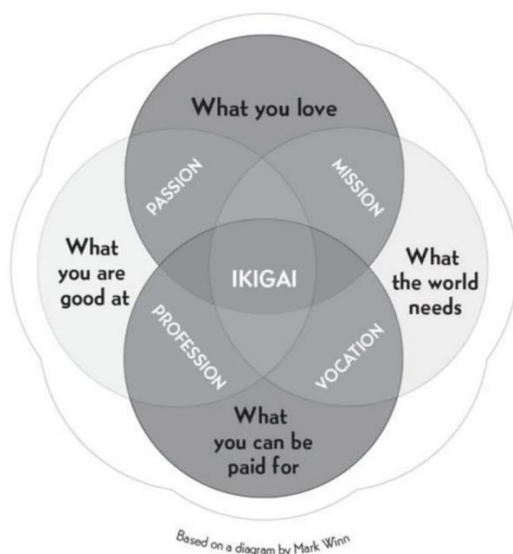 What you love
PASSION
MISSION
What
you are
good at
IKIGAI
What
the world
needs
PROFESSION
VOCATION
What
you can be
paid for
Based on a diagram by Mark Winn